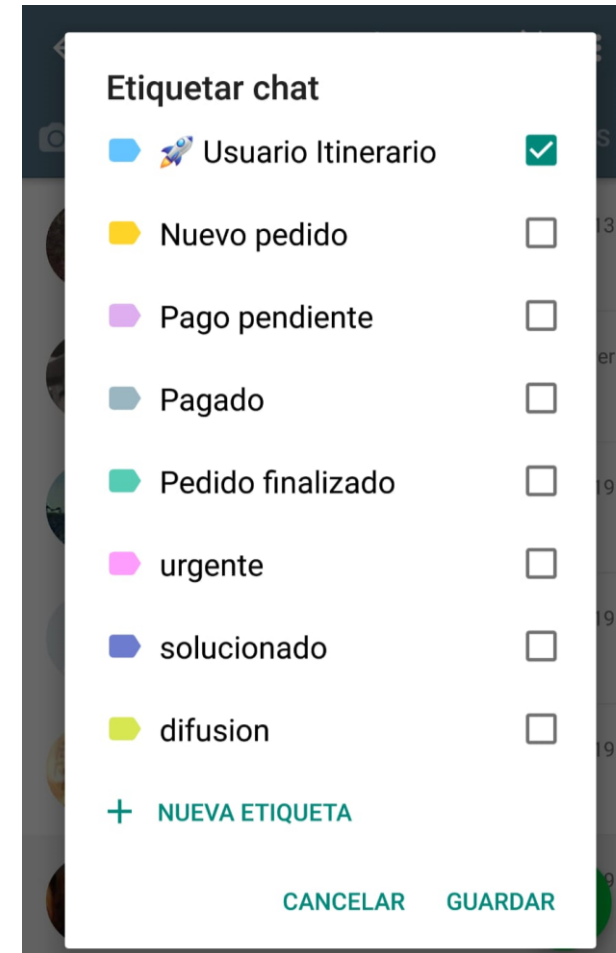 Etiquetar chat
🚀 Usuario Itinerario
Nuevo pedido
Pago pendiente
Pagado
Pedido finalizado
urgente
solucionado
difusion
+ NUEVA ETIQUETA
CANCELAR GUARDAR